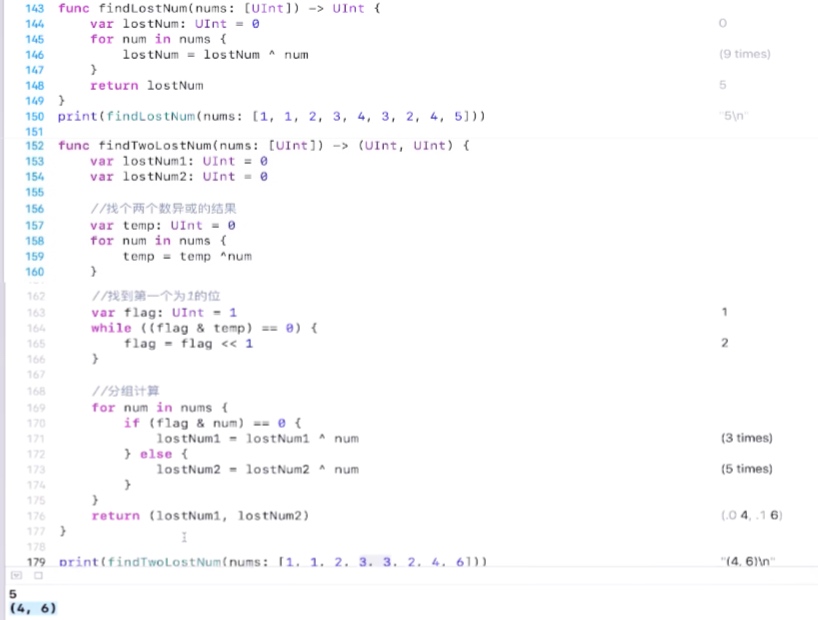 143 func findLostNum(nums: [UInt]) -> UInt {
144 var lostNum: UInt = 0 0
145 for num in nums {
146 lostNum = lostNum ^ num (9 times)
147 }
148 return lostNum 5
149 }
150 print(findLostNum(nums: [1, 1, 2, 3, 4, 3, 2, 4, 5])) "5\n"
151
152 func findTwoLostNum(nums: [UInt]) -> (UInt, UInt) {
153 var lostNum1: UInt = 0
154 var lostNum2: UInt = 0
155
156 //找个两个数异或的结果
157 var temp: UInt = 0
158 for num in nums {
159 temp = temp ^num
160 }
162 //找到第一个为1的位
163 var flag: UInt = 1 1
164 while ((flag & temp) == 0) {
165 flag = flag << 1 2
166 }
167
168 //分组计算
169 for num in nums {
170 if (flag & num) == 0 {
171 lostNum1 = lostNum1 ^ num (3 times)
172 } else {
173 lostNum2 = lostNum2 ^ num (5 times)
174 }
175 }
176 return (lostNum1, lostNum2) (.0 4, .1 6)
177 }
178
179 print(findTwoLostNum(nums: [1, 1, 2, 3, 3, 2, 4, 6])) "(4, 6)\n"
5
(4, 6)